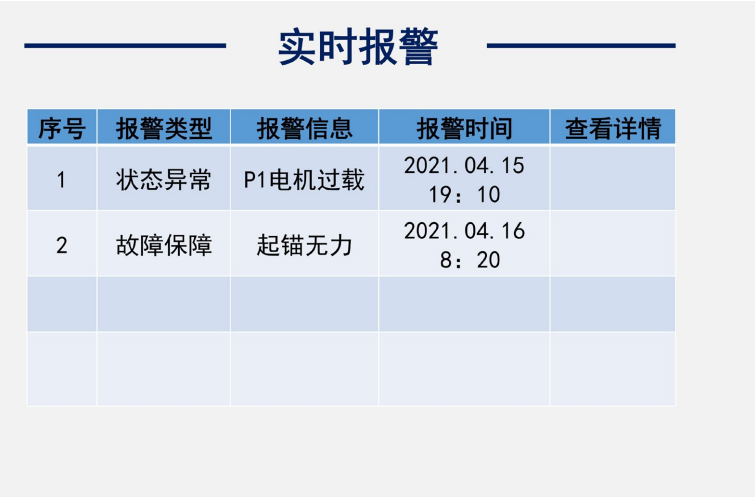 实时报警
序号 报警类型 报警信息 报警时间 查看详情
1 状态异常 P1电机过载 2021.04.15
19：10
2 故障保障 起锚无力 2021.04.16
8：20